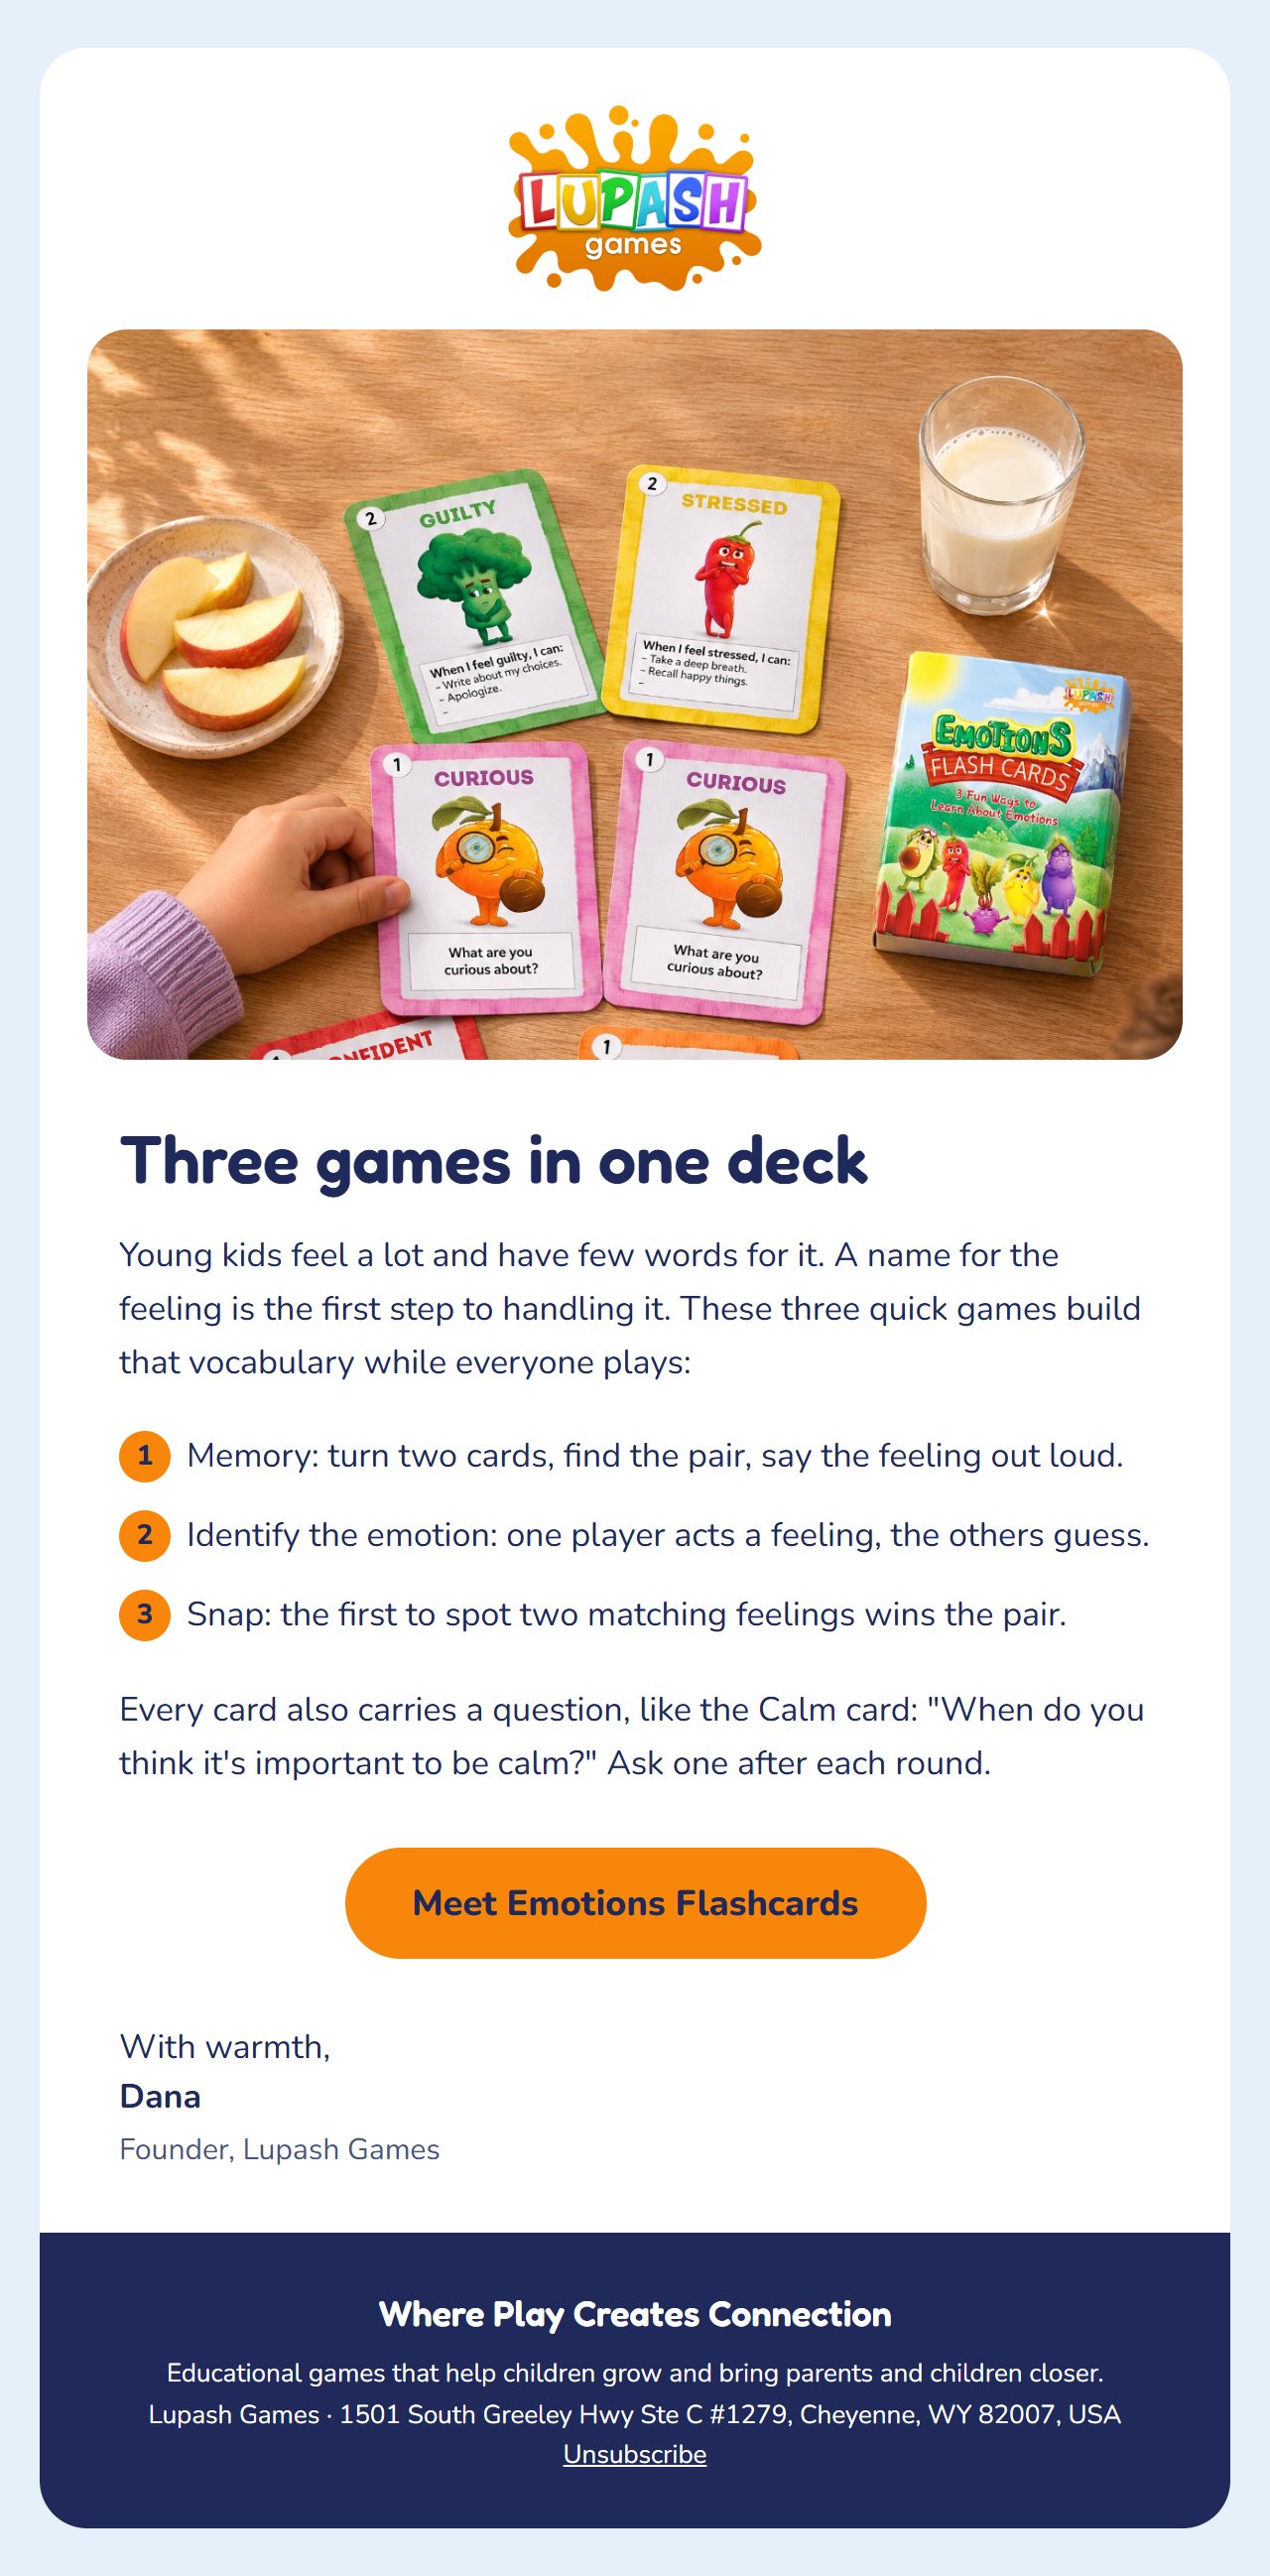 LUPASH
games
2
GUILTY
When I feel guilty, I can:
- Write about my choices.
- Apologize.
-
2
STRESSED
When I feel stressed, I can:
- Take a deep breath.
- Recall happy things.
-
LUPASH
EMOTIONS
FLASH CARDS
3 Fun Ways to
Learn About Emotions
1
CURIOUS
What are you
curious about?
1
CURIOUS
What are you
curious about?
1
Three games in one deck
Young kids feel a lot and have few words for it. A name for the
feeling is the first step to handling it. These three quick games build
that vocabulary while everyone plays:
1 Memory: turn two cards, find the pair, say the feeling out loud.
2 Identify the emotion: one player acts a feeling, the others guess.
3 Snap: the first to spot two matching feelings wins the pair.
Every card also carries a question, like the Calm card: "When do you
think it's important to be calm?" Ask one after each round.
Meet Emotions Flashcards
With warmth,
Dana
Founder, Lupash Games
Where Play Creates Connection
Educational games that help children grow and bring parents and children closer.
Lupash Games · 1501 South Greeley Hwy Ste C #1279, Cheyenne, WY 82007, USA
Unsubscribe